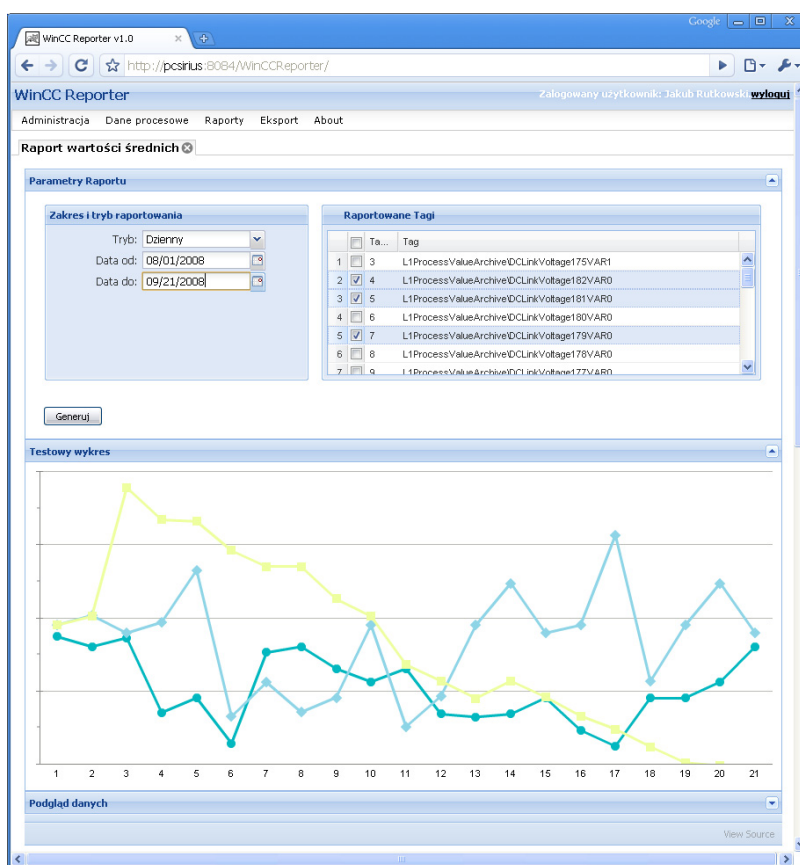 Google
WinCC Reporter v1.0
http://pcsirius:8084/WinCCReporter/
WinCC Reporter
Zalogowany użytkownik: Jakub Rutkowski wyloguj
Administracja Dane procesowe Raporty Eksport About
Raport wartości średnich
Parametry Raportu
Zakres i tryb raportowania
Tryb: Dzienny
Data od: 08/01/2008
Data do: 09/21/2008
Raportowane Tagi
Ta... Tag
1 3 L1ProcessValueArchive\DCLinkVoltage175VAR1
2 4 L1ProcessValueArchive\DCLinkVoltage182VAR0
3 5 L1ProcessValueArchive\DCLinkVoltage181VAR0
4 6 L1ProcessValueArchive\DCLinkVoltage180VAR0
5 7 L1ProcessValueArchive\DCLinkVoltage179VAR0
6 8 L1ProcessValueArchive\DCLinkVoltage178VAR0
7 9 L1ProcessValueArchive\DCLinkVoltage177VAR0
Generuj
Testowy wykres
1 2 3 4 5 6 7 8 9 10 11 12 13 14 15 16 17 18 19 20 21
Podgląd danych
View Source